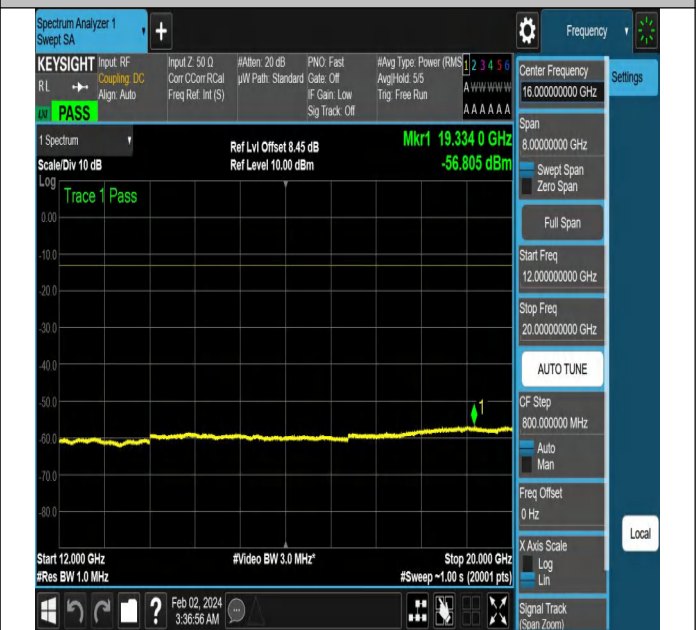 Spectrum Analyzer 1
Swept SA
+
Frequency
KEYSIGHT
RL
Input: RF
Coupling: DC
Align: Auto
Input Z: 50 Ω
Corr CCorr RCal
Freq Ref: Int (S)
#Atten: 20 dB
µW Path: Standard
PNO: Fast
Gate: Off
IF Gain: Low
Sig Track: Off
#Avg Type: Power (RMS)
Avg|Hold: 5/5
Trig: Free Run
1 2 3 4 5 6
A W W W W W
A A A A A A
PASS
1 Spectrum
Scale/Div 10 dB
Ref Lvl Offset 8.45 dB
Ref Level 10.00 dBm
Mkr1 19.334 0 GHz
-56.805 dBm
Log
Trace 1 Pass
0.00
-10.0
-20.0
-30.0
-40.0
-50.0
-60.0
-70.0
-80.0
1
Start 12.000 GHz
#Res BW 1.0 MHz
#Video BW 3.0 MHz*
Stop 20.000 GHz
#Sweep ~1.00 s (20001 pts)
Center Frequency
16.000000000 GHz
Settings
Span
8.00000000 GHz
Swept Span
Zero Span
Full Span
Start Freq
12.000000000 GHz
Stop Freq
20.000000000 GHz
AUTO TUNE
CF Step
800.000000 MHz
Auto
Man
Freq Offset
0 Hz
X Axis Scale
Log
Lin
Local
Signal Track
(Span Zoom)
?
Feb 02, 2024
3:36:56 AM